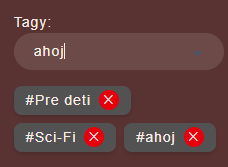 Tagy:
ahoj
#Pre deti
#Sci-Fi #ahoj